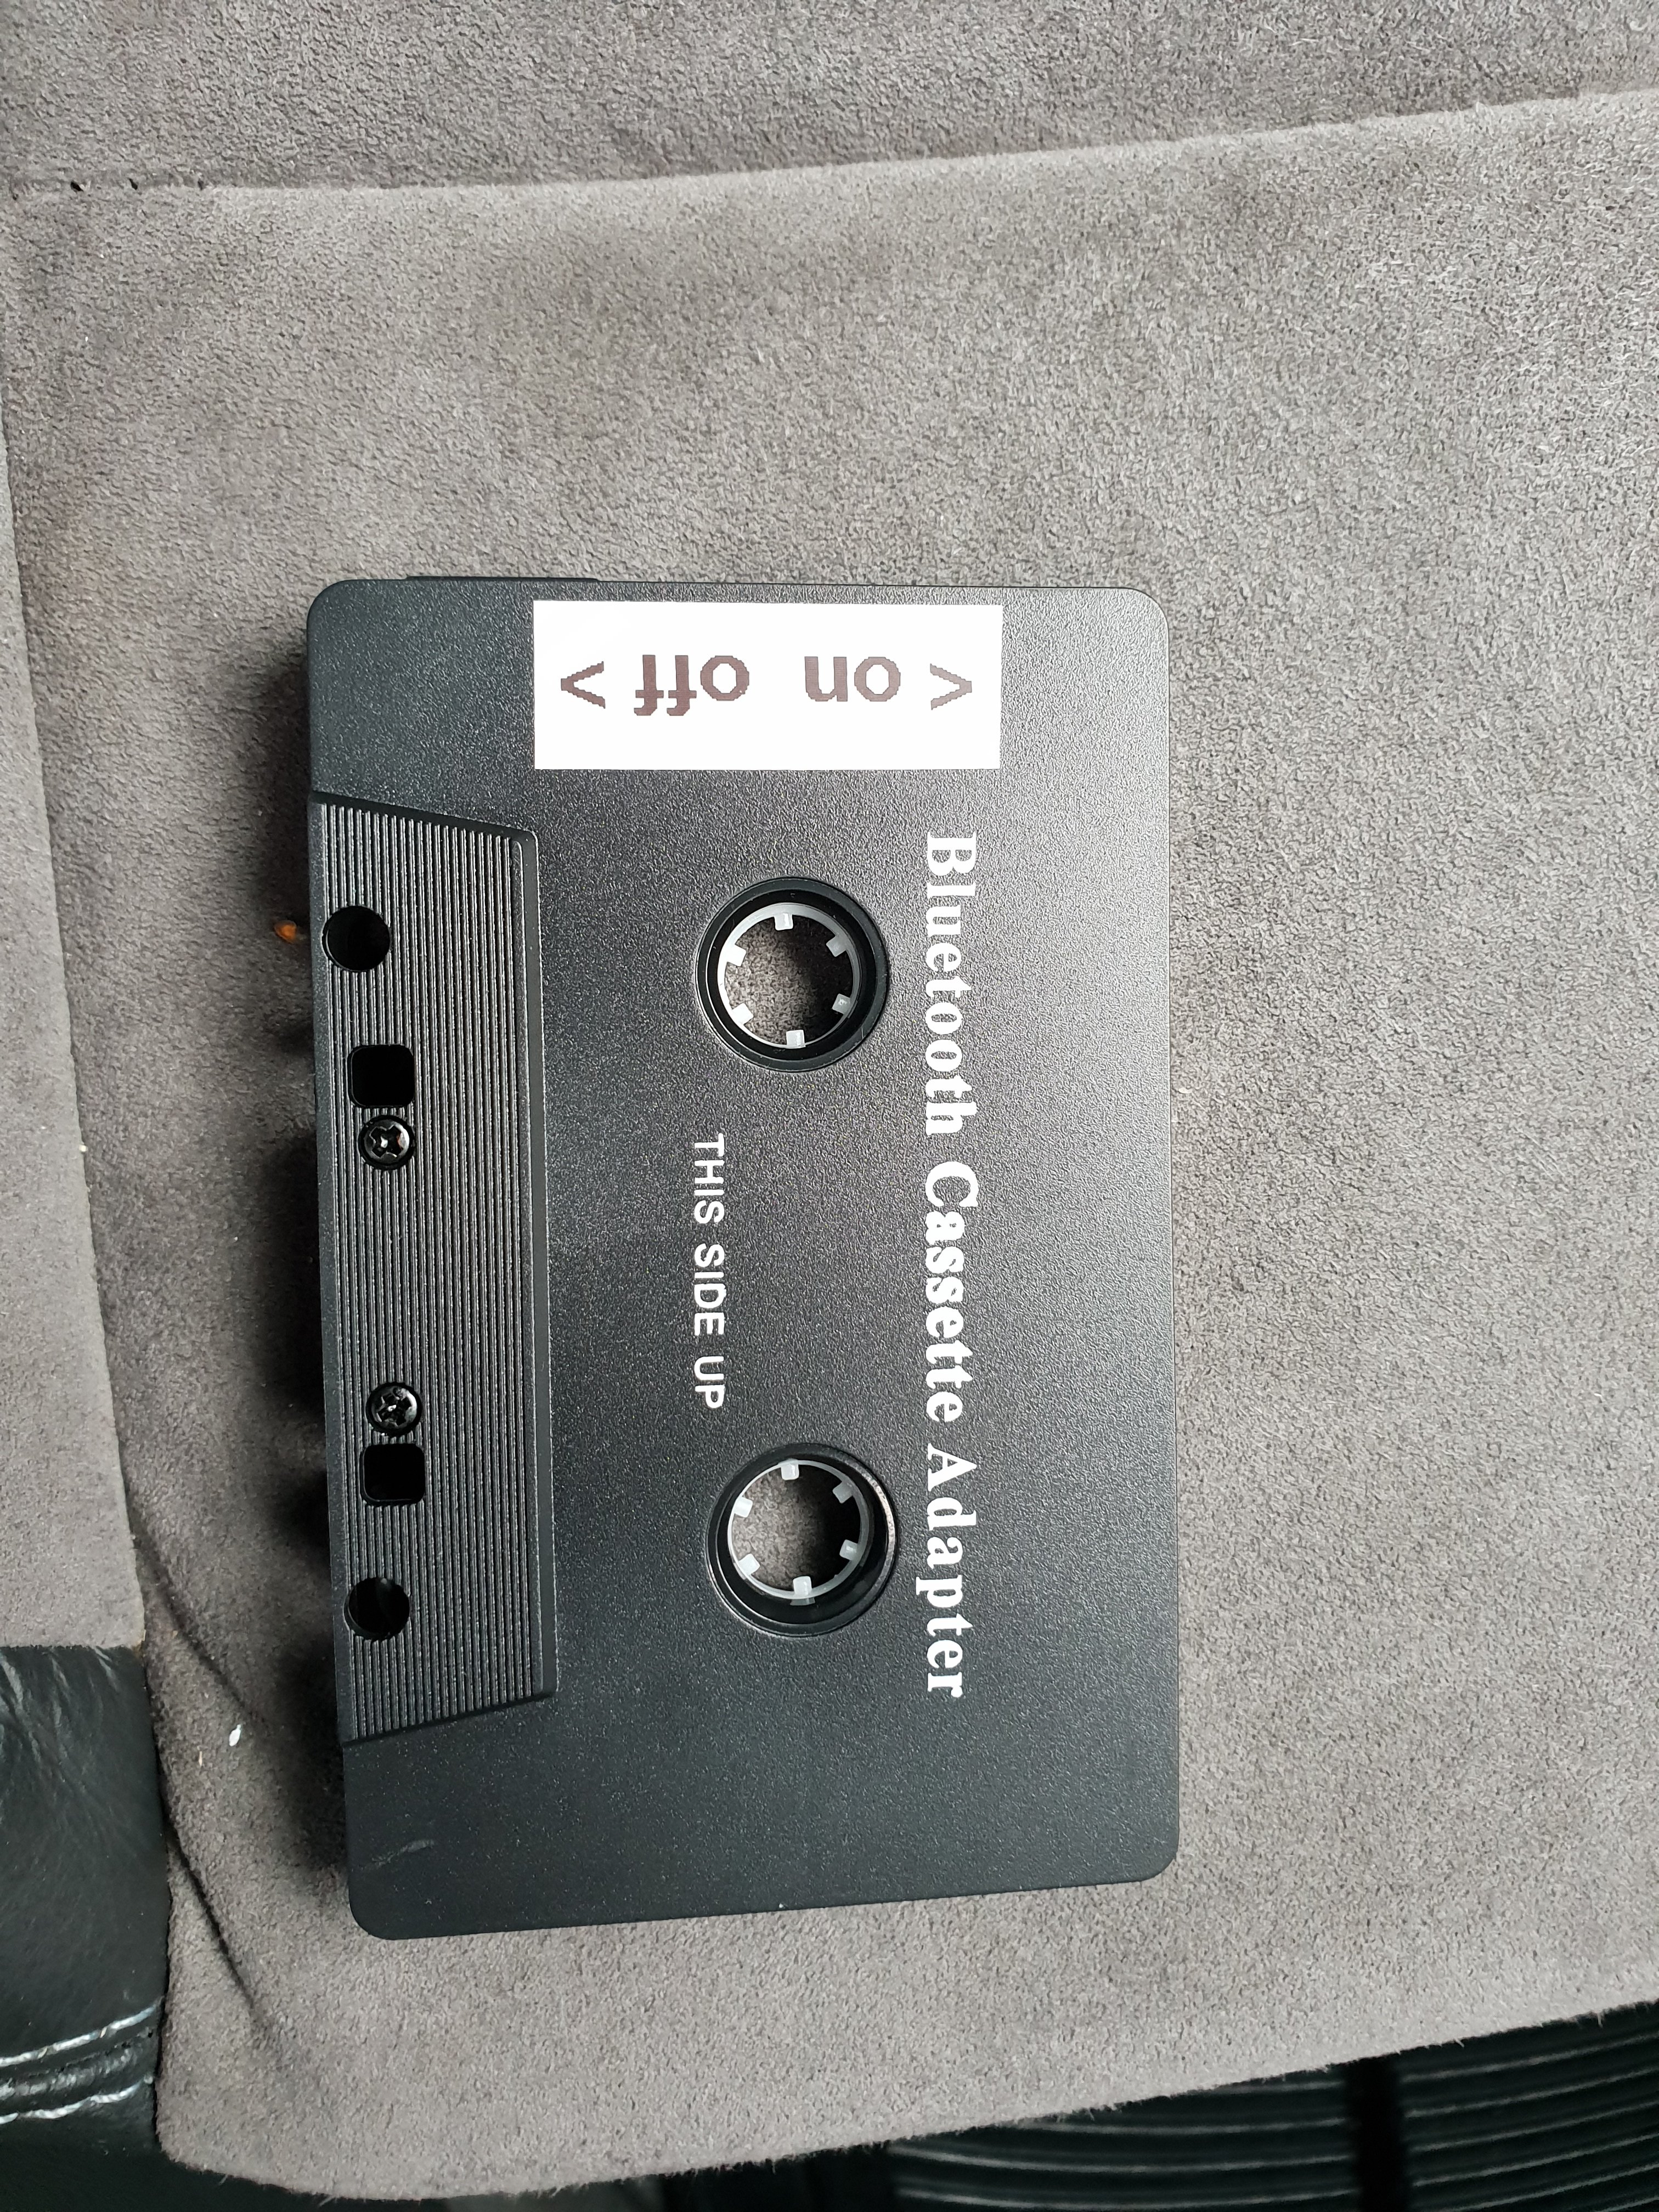 < on off >
Bluetooth Cassette Adapter
THIS SIDE UP